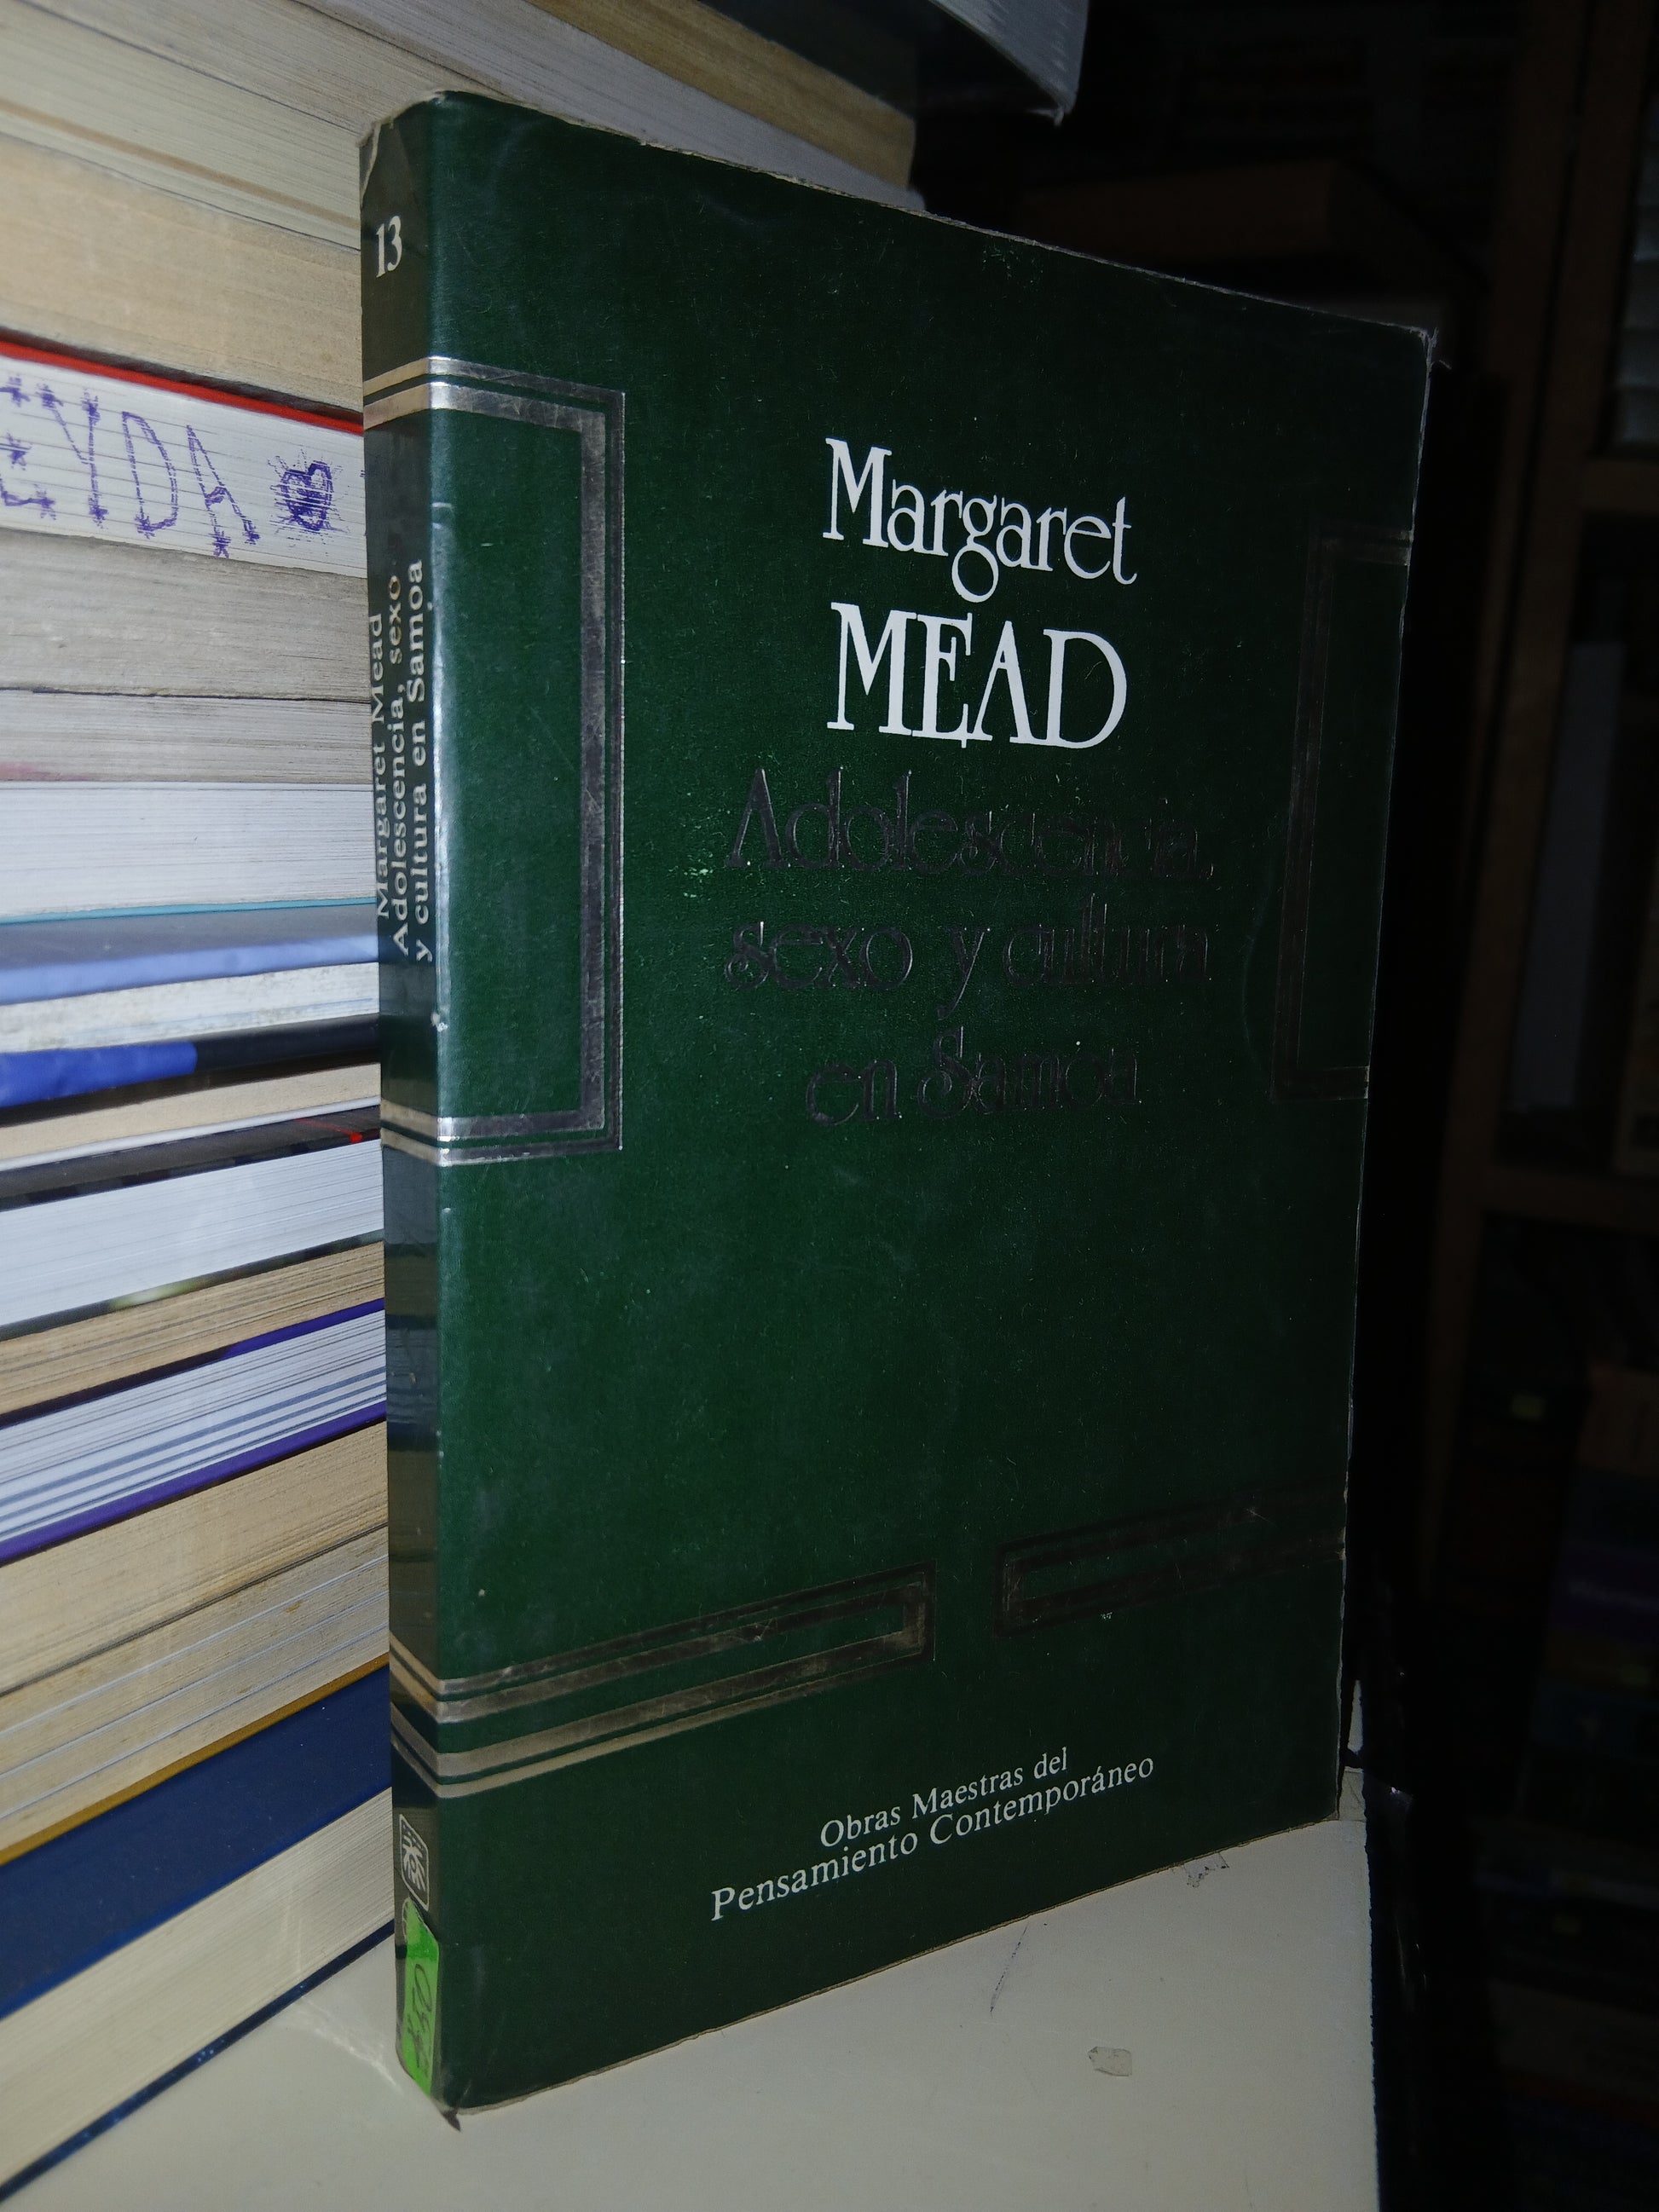 13
Margaret Mead
Adolescencia, sexo
y cultura en Samoa
Margaret
MEAD
Adolescencia,
sexo y cultura
en Samoa
Obras Maestras del
Pensamiento Contemporáneo
EYDA